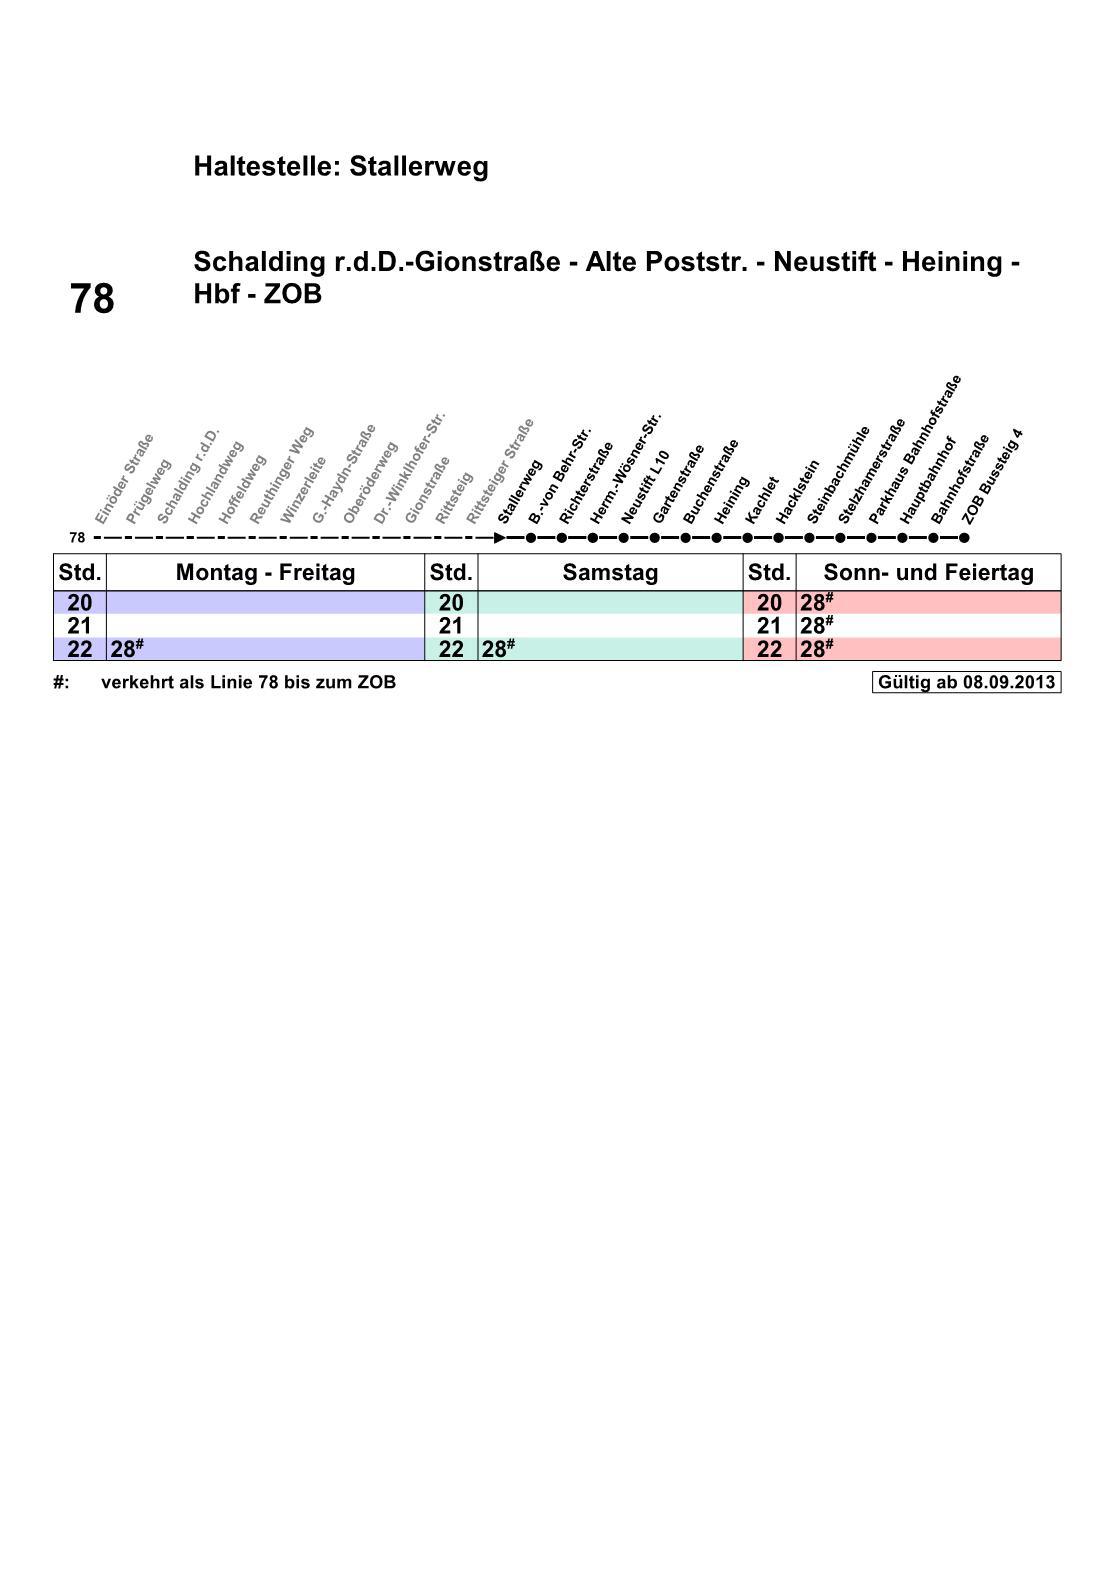 Haltestelle: Stallerweg
Schalding r.d.D.-Gionstraße - Alte Poststr. - Neustift - Heining -
78
Hbf - ZOB
Einöder Straße
Prügelweg
Schalding r.d.D.
Hochlandweg
Hoffeldweg
Reuthinger Weg
Winzerleite
G.-Haydn-Straße
Oberöderweg
Dr.-Winklhofer-Str.
Gionstraße
Rittsteig
Rittsteiger Straße
Stallerweg
B.-von Behr-Str.
Richterstraße
Herm.-Wösner-Str.
Neustift L10
Gartenstraße
Buchenstraße
Heining
Kachlet
Hacklstein
Steinbachmühle
Stelzhamerstraße
Parkhaus Bahnhofstraße
Hauptbahnhof
Bahnhofstraße
ZOB Bussteig 4
78
Std. Montag - Freitag Std. Samstag Std. Sonn- und Feiertag
20 20 20 28#
21 21 21 28#
22 28# 22 28# 22 28#
#: verkehrt als Linie 78 bis zum ZOB Gültig ab 08.09.2013